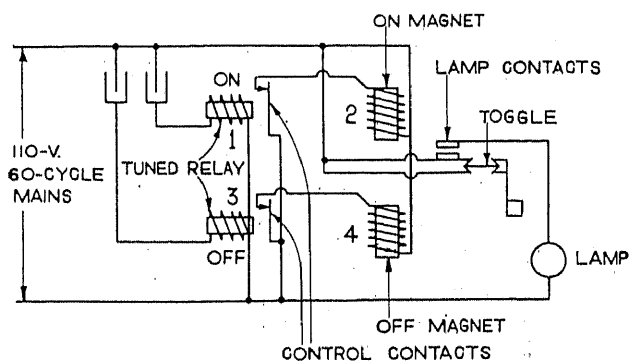 ON MAGNET
LAMP CONTACTS
ON
2
TOGGLE
1
110-V.
60-CYCLE
MAINS
TUNED RELAY
3
4
OFF
LAMP
OFF MAGNET
CONTROL CONTACTS